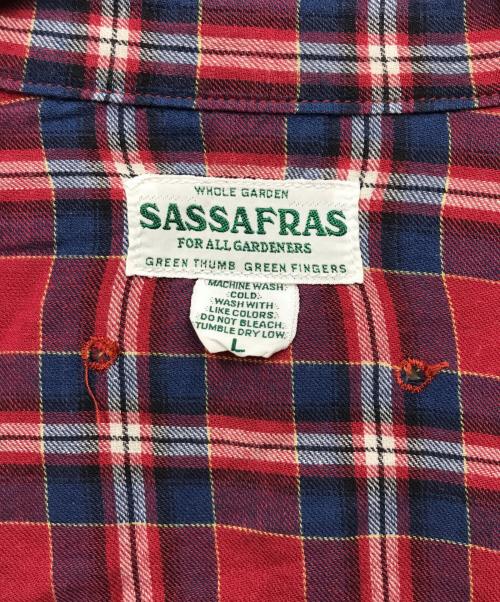 WHOLE GARDEN
SASSAFRAS
FOR ALL GARDENERS
GREEN THUMB GREEN FINGERS
MACHINE WASH
COLD.
WASH WITH
LIKE COLORS.
DO NOT BLEACH.
TUMBLE DRY LOW.
L